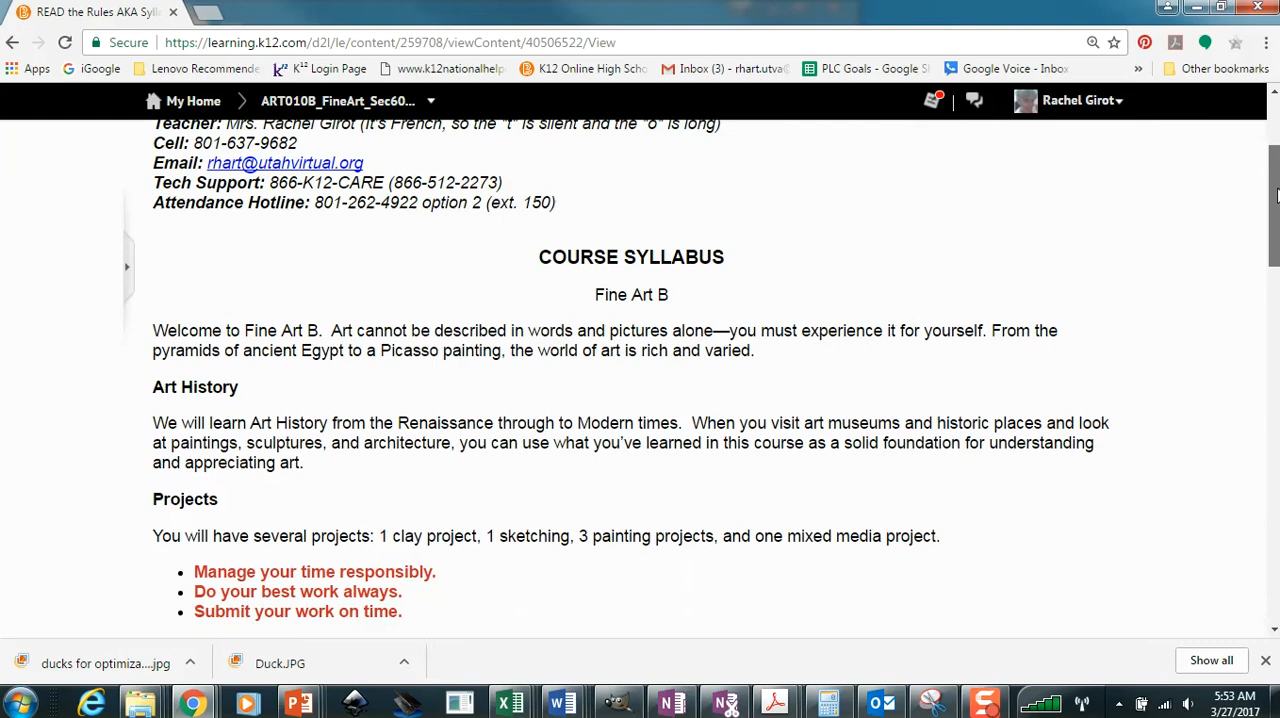 READ the Rules AKA Sylla
Secure
https://learning.k12.com/d2l/le/content/259708/viewContent/40506522/View
Apps
iGoogle
Lenovo Recommende
K12 Login Page
www.k12nationalhelp
K12 Online High Scho
Inbox (3) - rhart.utva@
PLC Goals - Google S
Google Voice - Inbox
»
Other bookmarks
My Home
ART010B_FineArt_Sec60...
Rachel Girot
Teacher: Mrs. Rachel Girot (It's French, so the "t" is silent and the "o" is long)
Cell: 801-637-9682
Email: rhart@utahvirtual.org
Tech Support: 866-K12-CARE (866-512-2273)
Attendance Hotline: 801-262-4922 option 2 (ext. 150)
COURSE SYLLABUS
Fine Art B
Welcome to Fine Art B. Art cannot be described in words and pictures alone—you must experience it for yourself. From the
pyramids of ancient Egypt to a Picasso painting, the world of art is rich and varied.
Art History
We will learn Art History from the Renaissance through to Modern times. When you visit art museums and historic places and look
at paintings, sculptures, and architecture, you can use what you've learned in this course as a solid foundation for understanding
and appreciating art.
Projects
You will have several projects: 1 clay project, 1 sketching, 3 painting projects, and one mixed media project.
• Manage your time responsibly.
• Do your best work always.
• Submit your work on time.
ducks for optimiza....jpg
Duck.JPG
Show all
5:53 AM
3/27/2017